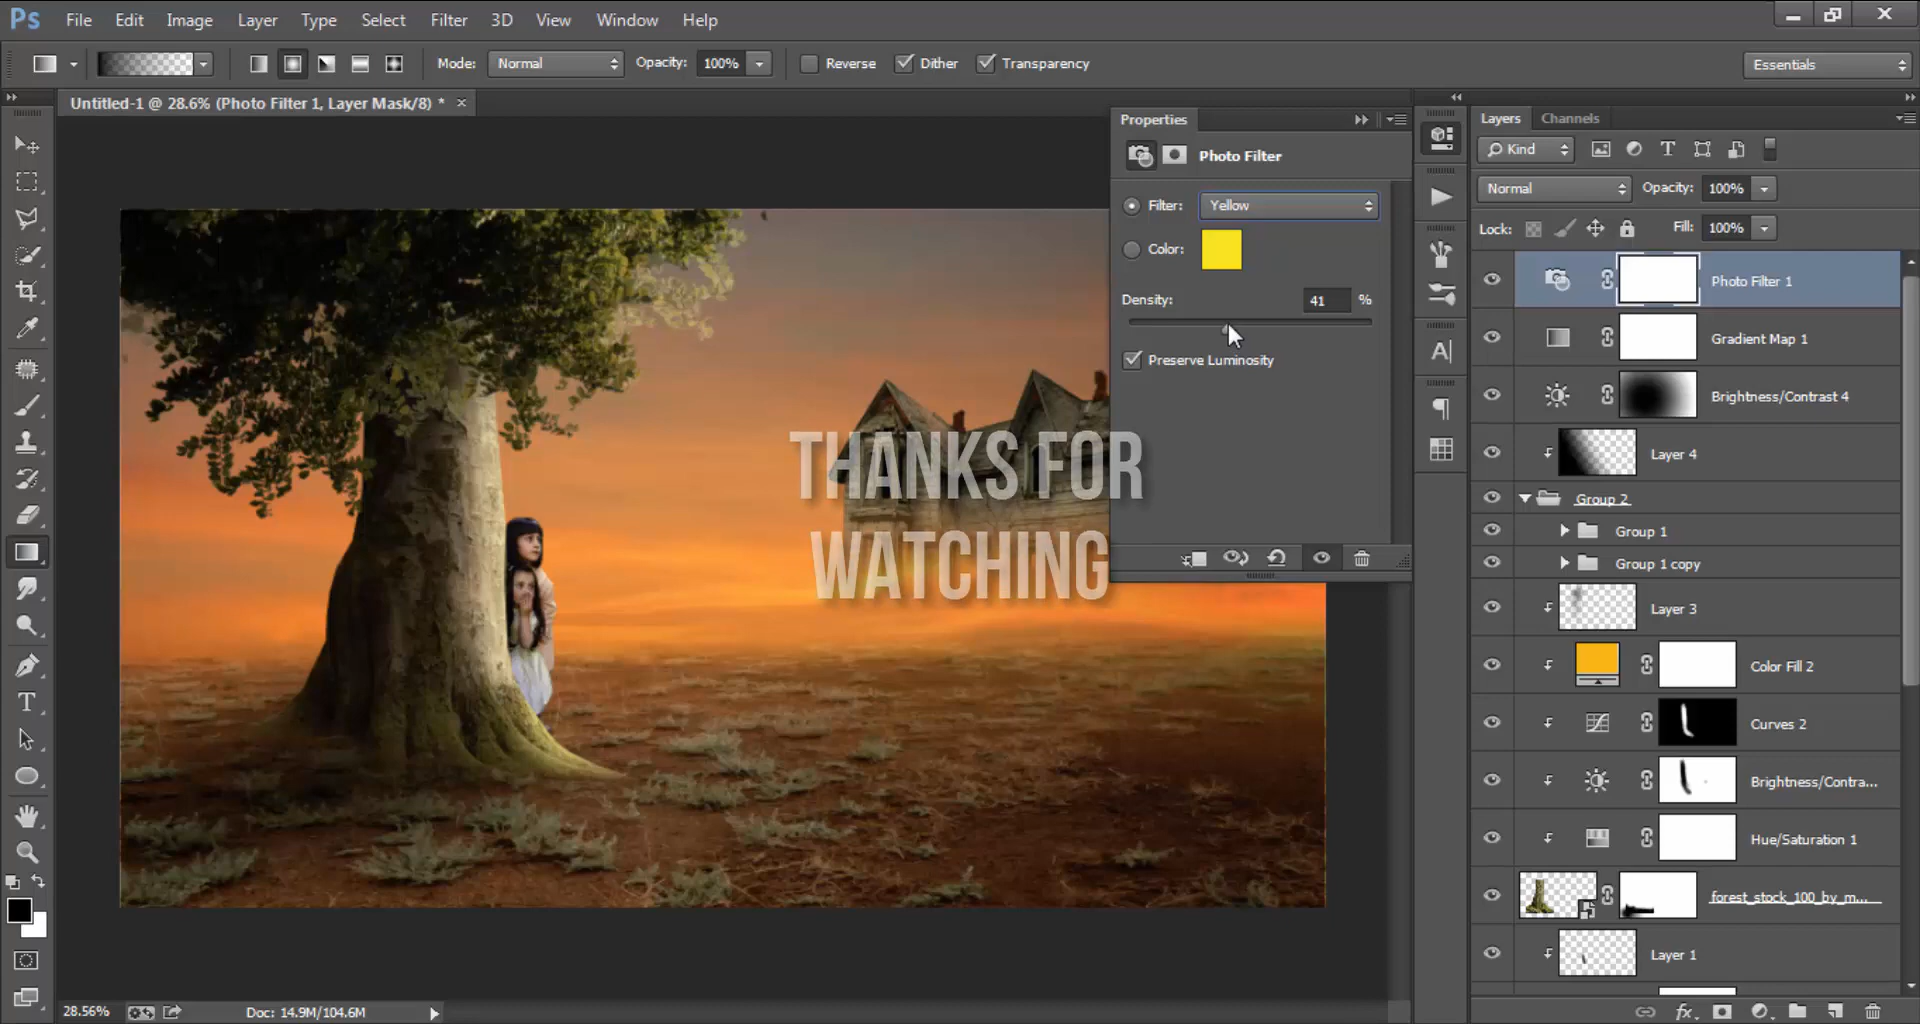 Ps File Edit Image Layer Type Select Filter 3D View Window Help
Mode: Normal Opacity: 100% Reverse Dither Transparency Essentials
Untitled-1 @ 28.6% (Photo Filter 1, Layer Mask/8) * ×
Properties
Photo Filter
Filter: Yellow
Color:
Density: 41 %
Preserve Luminosity
THANKS FOR
WATCHING
Layers Channels
Kind
Normal Opacity: 100%
Lock: Fill: 100%
Photo Filter 1
Gradient Map 1
Brightness/Contrast 4
Layer 4
Group 2
Group 1
Group 1 copy
Layer 3
Color Fill 2
Curves 2
Brightness/Contra...
Hue/Saturation 1
forest_stock_100_by_m...
Layer 1
28.56% Doc: 14.9M/104.6M
fx